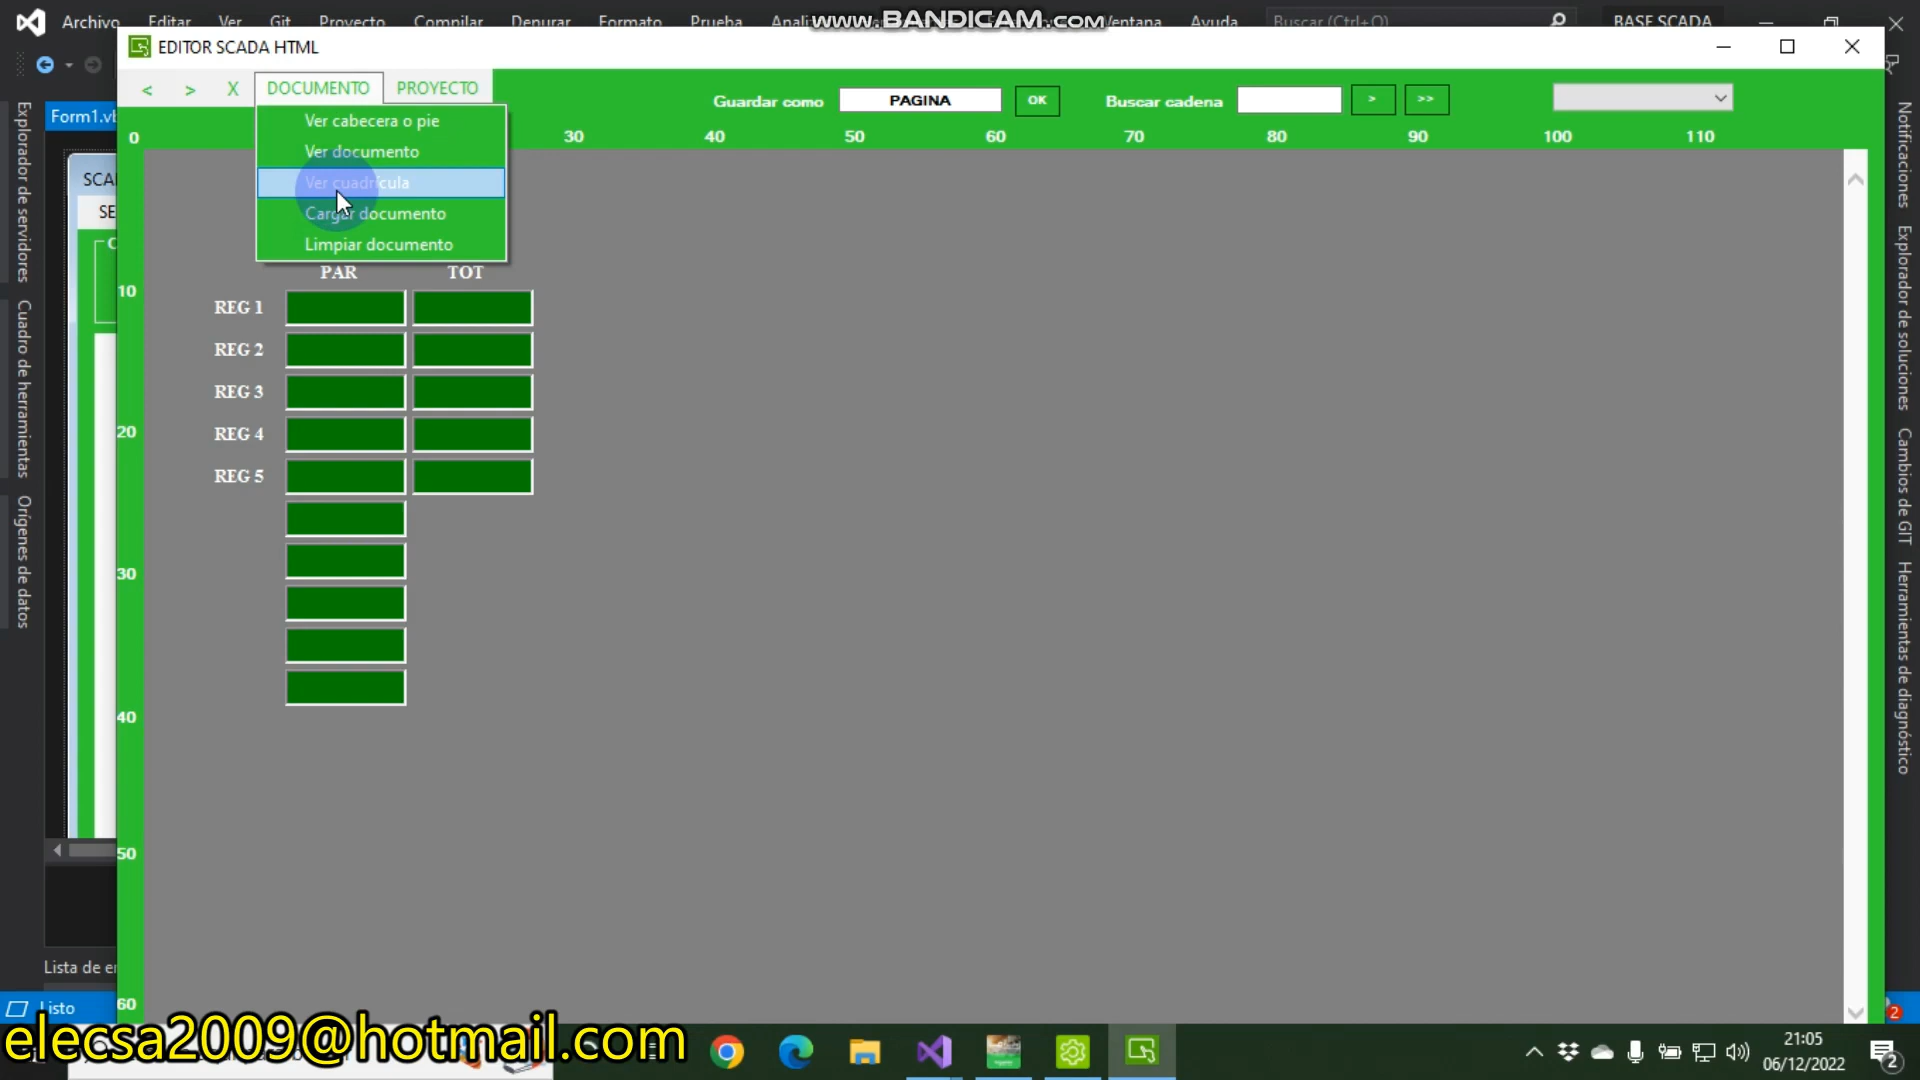 Archivo Editar Ver Git Proyecto Compilar Depurar Formato Prueba Ventana Ayuda Buscar (Ctrl+Q) BASE SCADA
www.BANDICAM.com
EDITOR SCADA HTML
< > X DOCUMENTO PROYECTO
Guardar como PAGINA OK Buscar cadena > >>
Form1.vb
Ver cabecera o pie
Ver documento
Ver cuadrícula
Cargar documento
Limpiar documento
0 30 40 50 60 70 80 90 100 110
PAR TOT
10
REG 1
REG 2
REG 3
20
REG 4
REG 5
30
40
50
60
Explorador de servidores
Cuadro de herramientas
Orígenes de datos
Notificaciones
Explorador de soluciones
Cambios de GIT
Herramientas de diagnóstico
Listo
2
elecsa2009@hotmail.com
21:05
06/12/2022
2